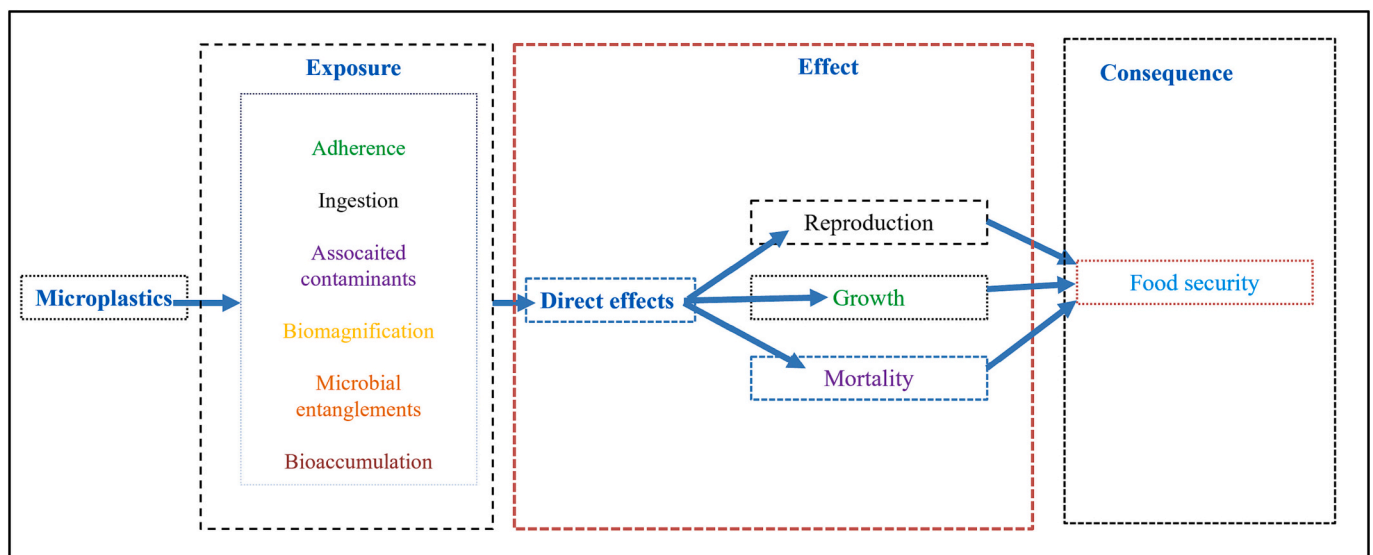 Exposure
Effect
Consequence
Adherence
Ingestion
Assocaited
contaminants
Biomagnification
Microbial
entanglements
Bioaccumulation
Microplastics
Direct effects
Reproduction
Growth
Mortality
Food security